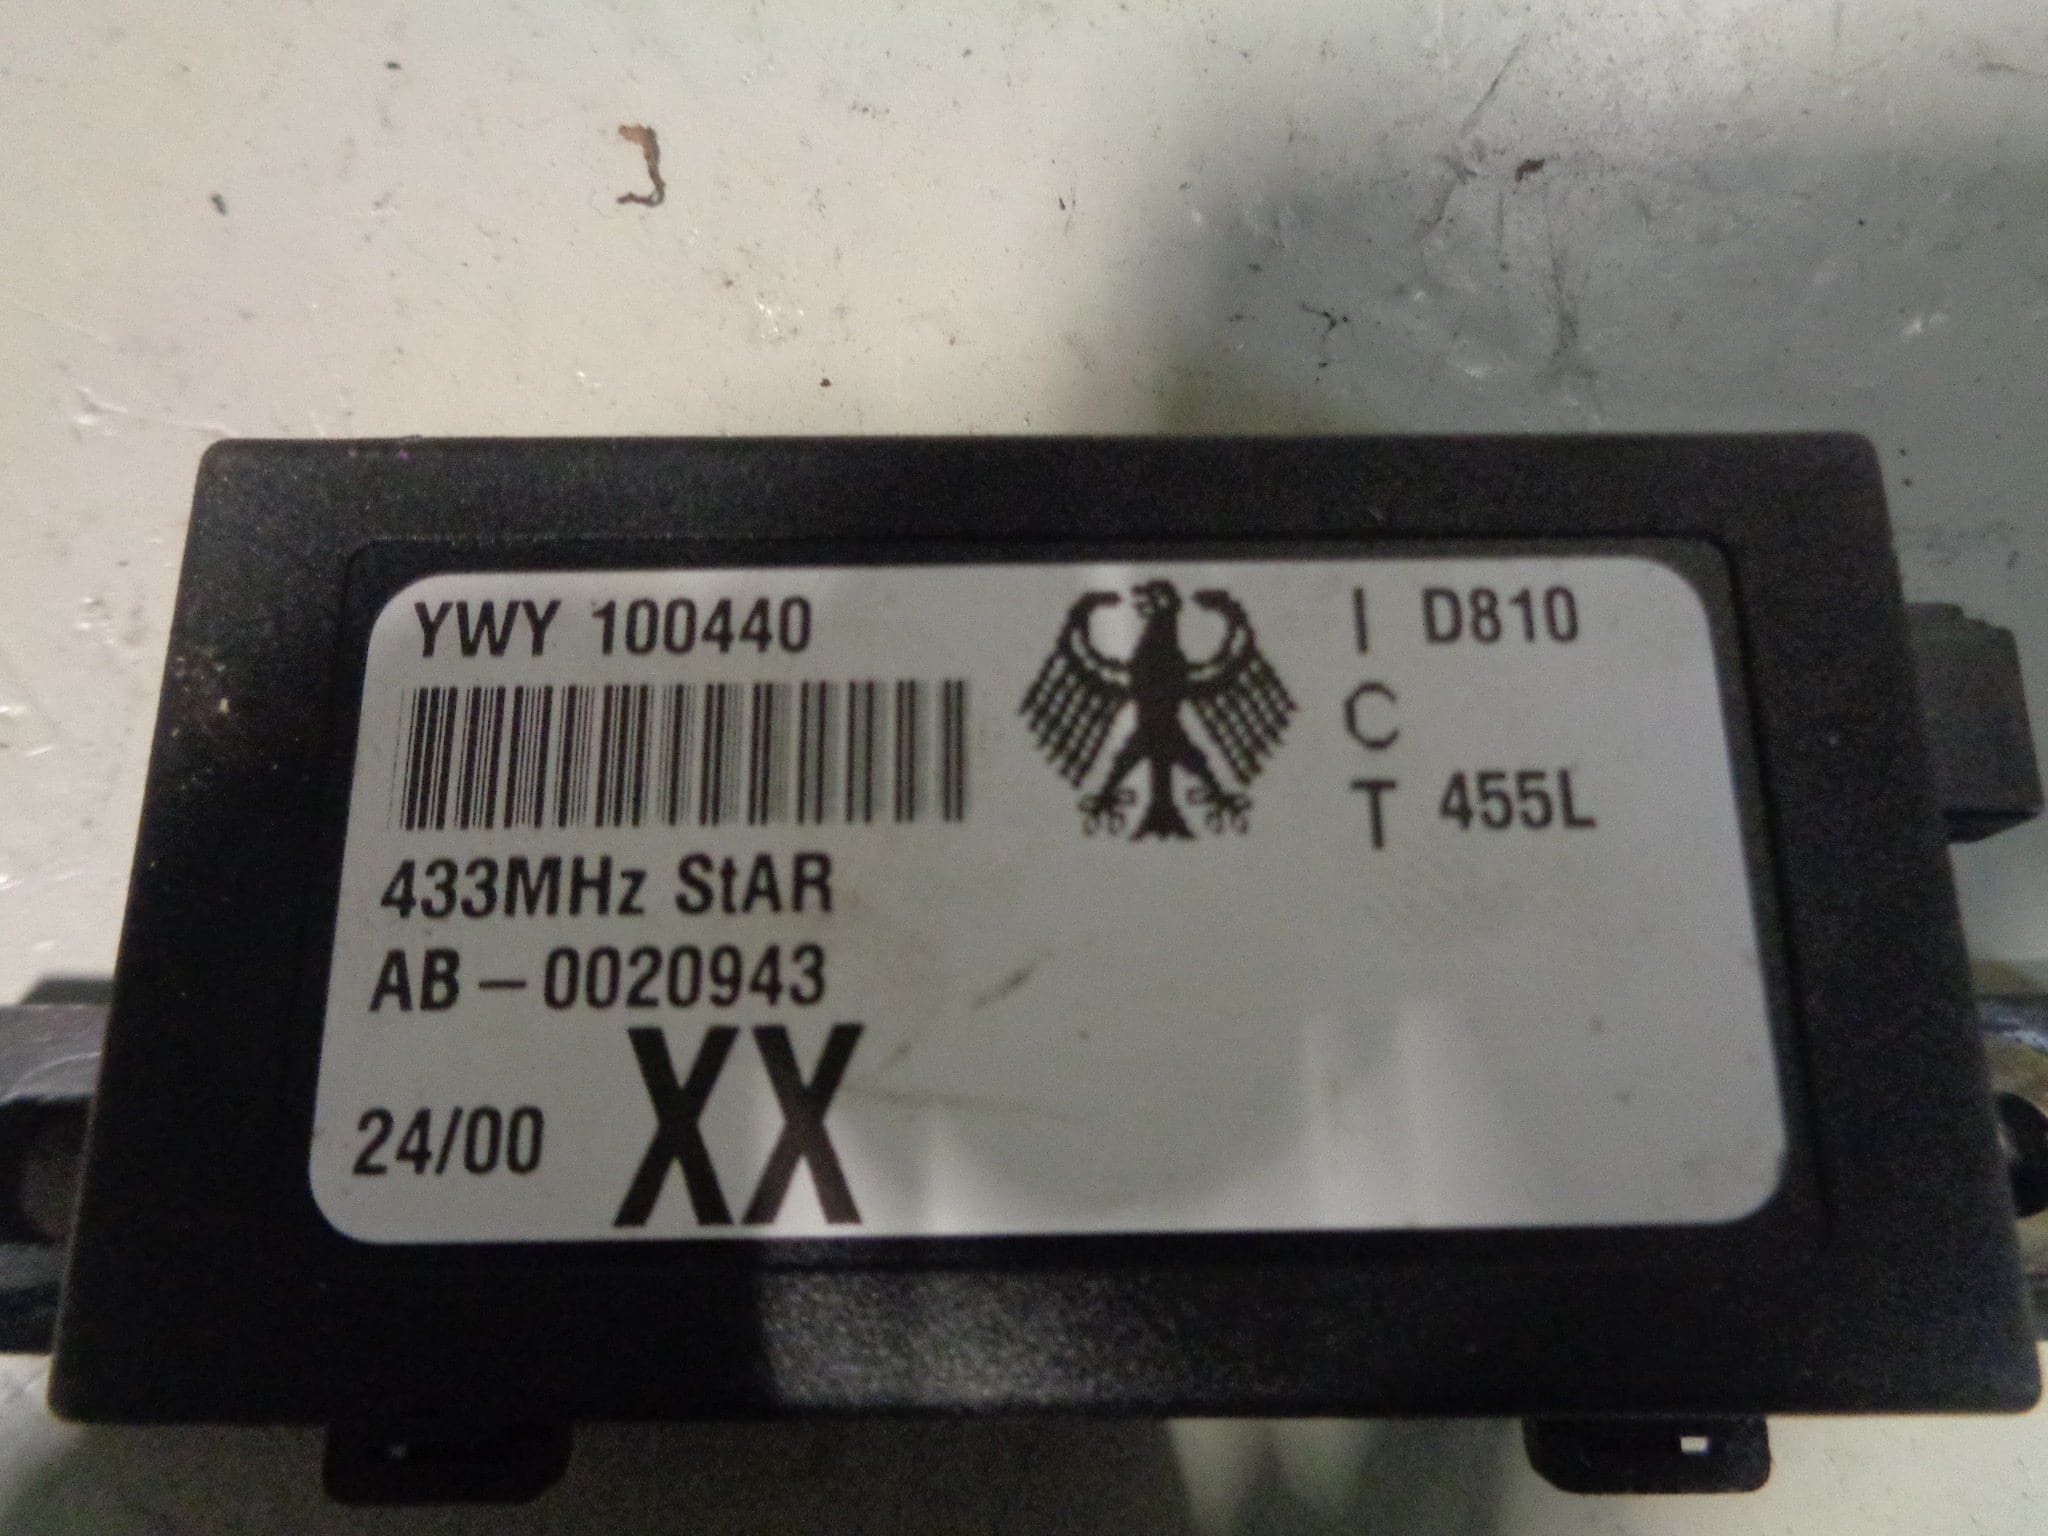 YWY 100440
433MHz StAR
AB-0020943
24/00 XX
I D810
C
T 455L